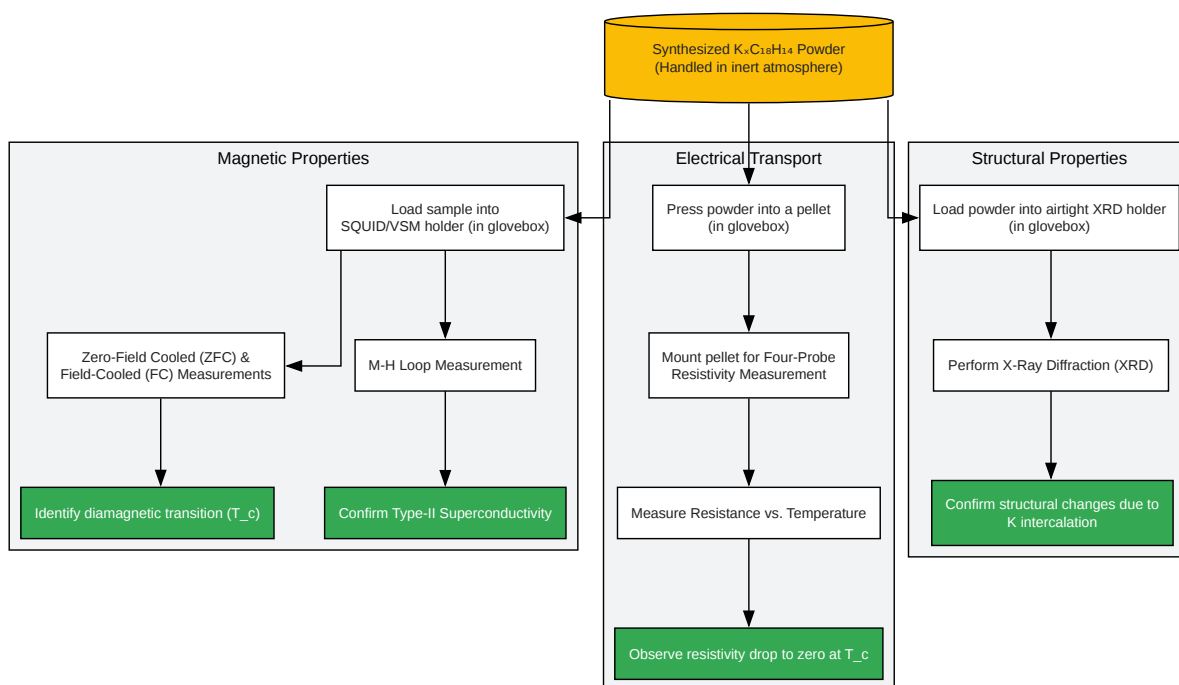 Synthesized KₓC₁₈H₁₄ Powder
(Handled in inert atmosphere)
Magnetic Properties
Load sample into
SQUID/VSM holder (in glovebox)
Zero-Field Cooled (ZFC) &
Field-Cooled (FC) Measurements
M-H Loop Measurement
Identify diamagnetic transition (T_c)
Confirm Type-II Superconductivity
Electrical Transport
Press powder into a pellet
(in glovebox)
Mount pellet for Four-Probe
Resistivity Measurement
Measure Resistance vs. Temperature
Observe resistivity drop to zero at T_c
Structural Properties
Load powder into airtight XRD holder
(in glovebox)
Perform X-Ray Diffraction (XRD)
Confirm structural changes due to
K intercalation